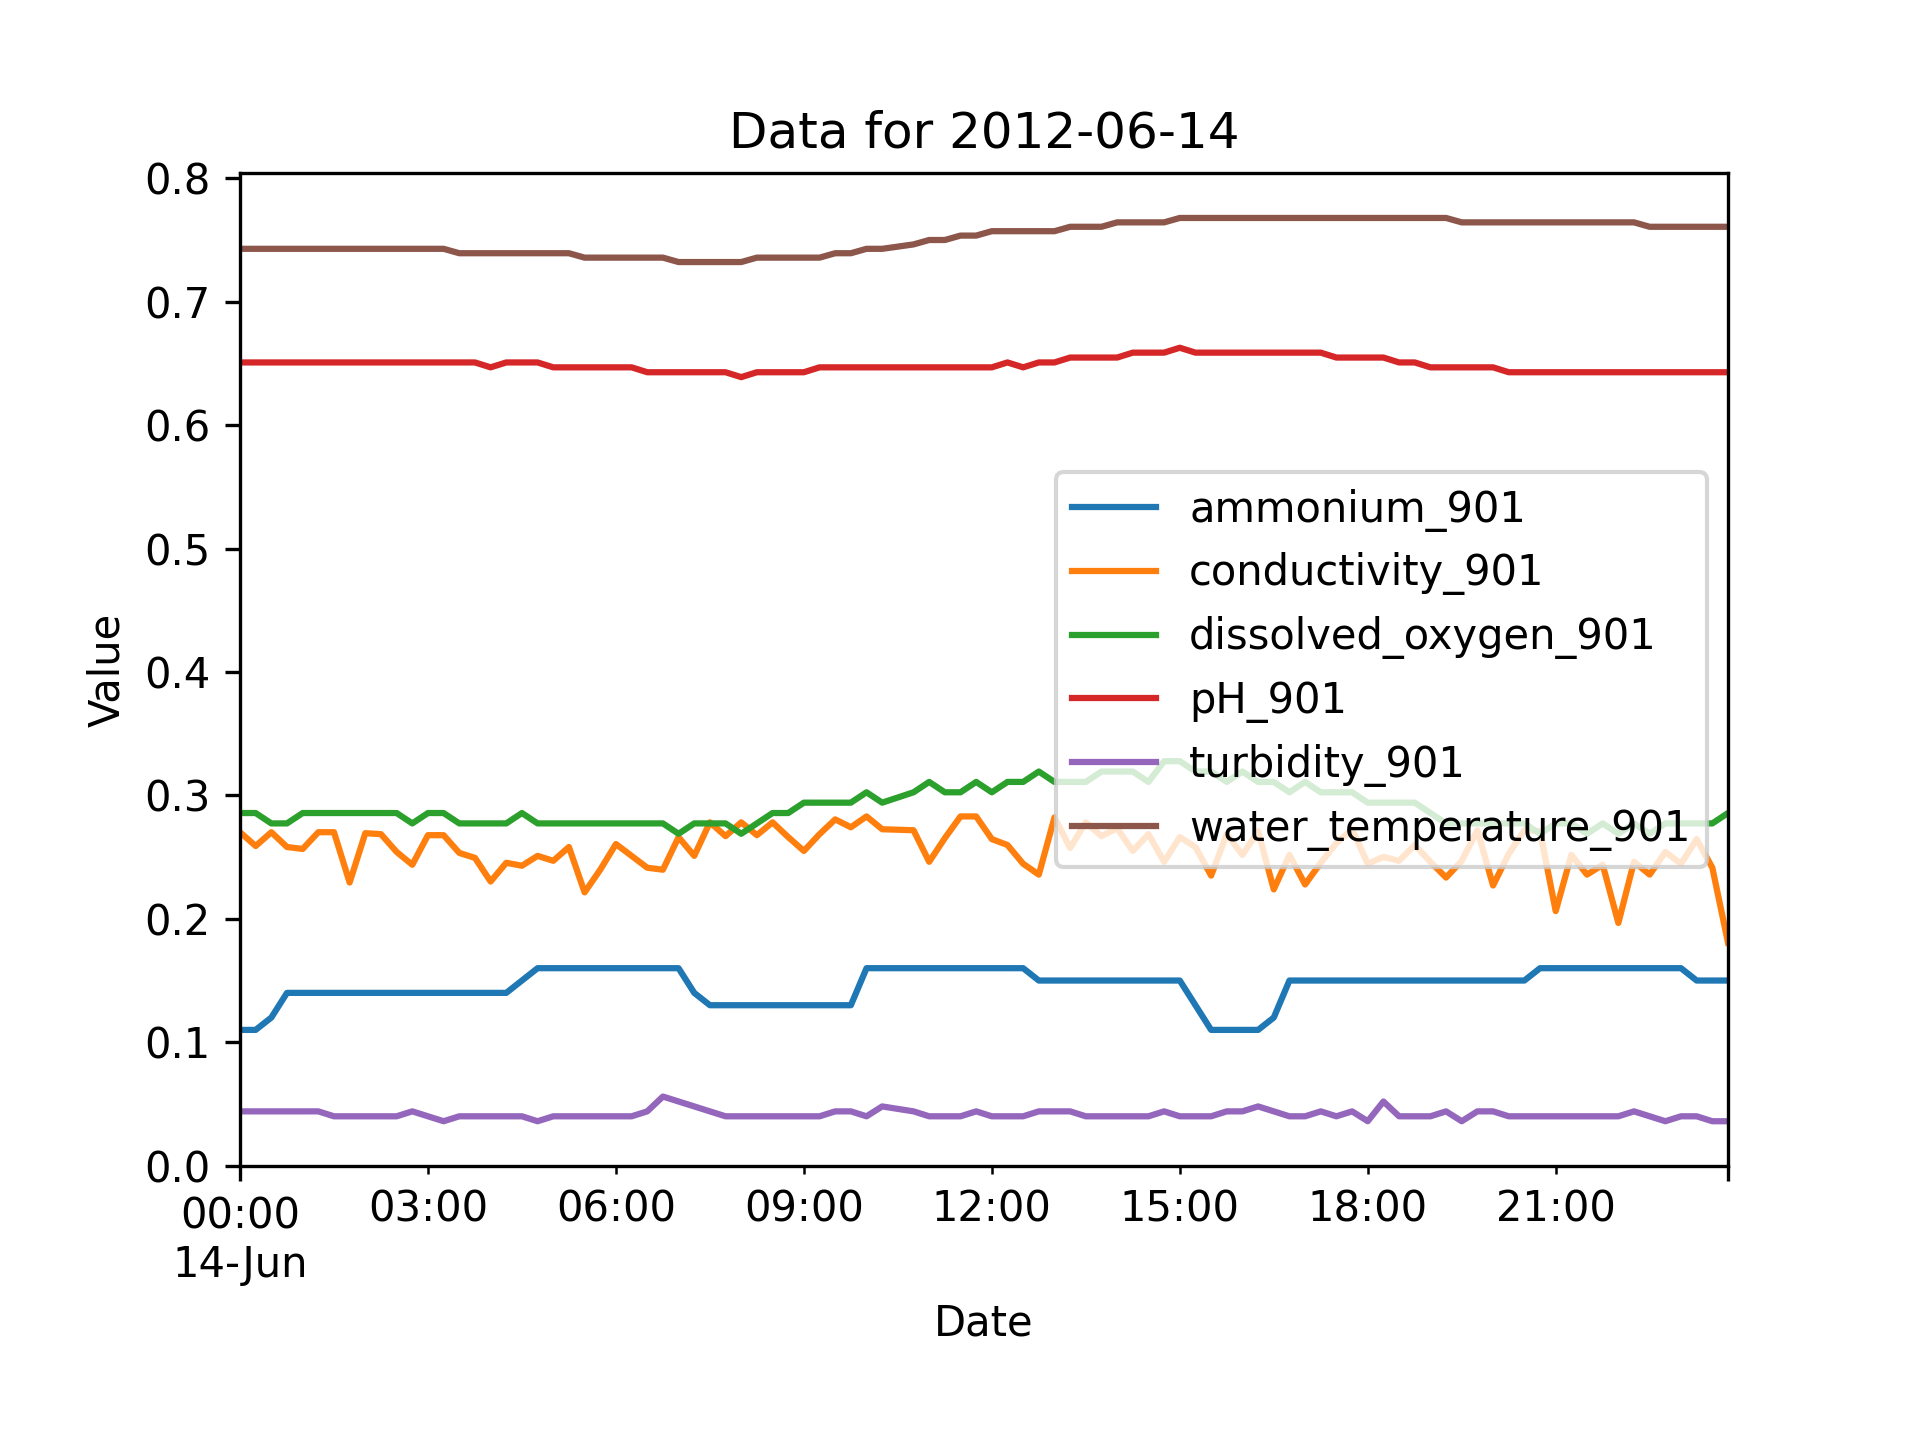 Data for 2012-06-14
0.8
0.7
0.6
0.5
0.4
0.3
0.2
0.1
0.0
Value
ammonium_901
conductivity_901
dissolved_oxygen_901
pH_901
turbidity_901
water_temperature_901
00:00 03:00 06:00 09:00 12:00 15:00 18:00 21:00
14-Jun
Date